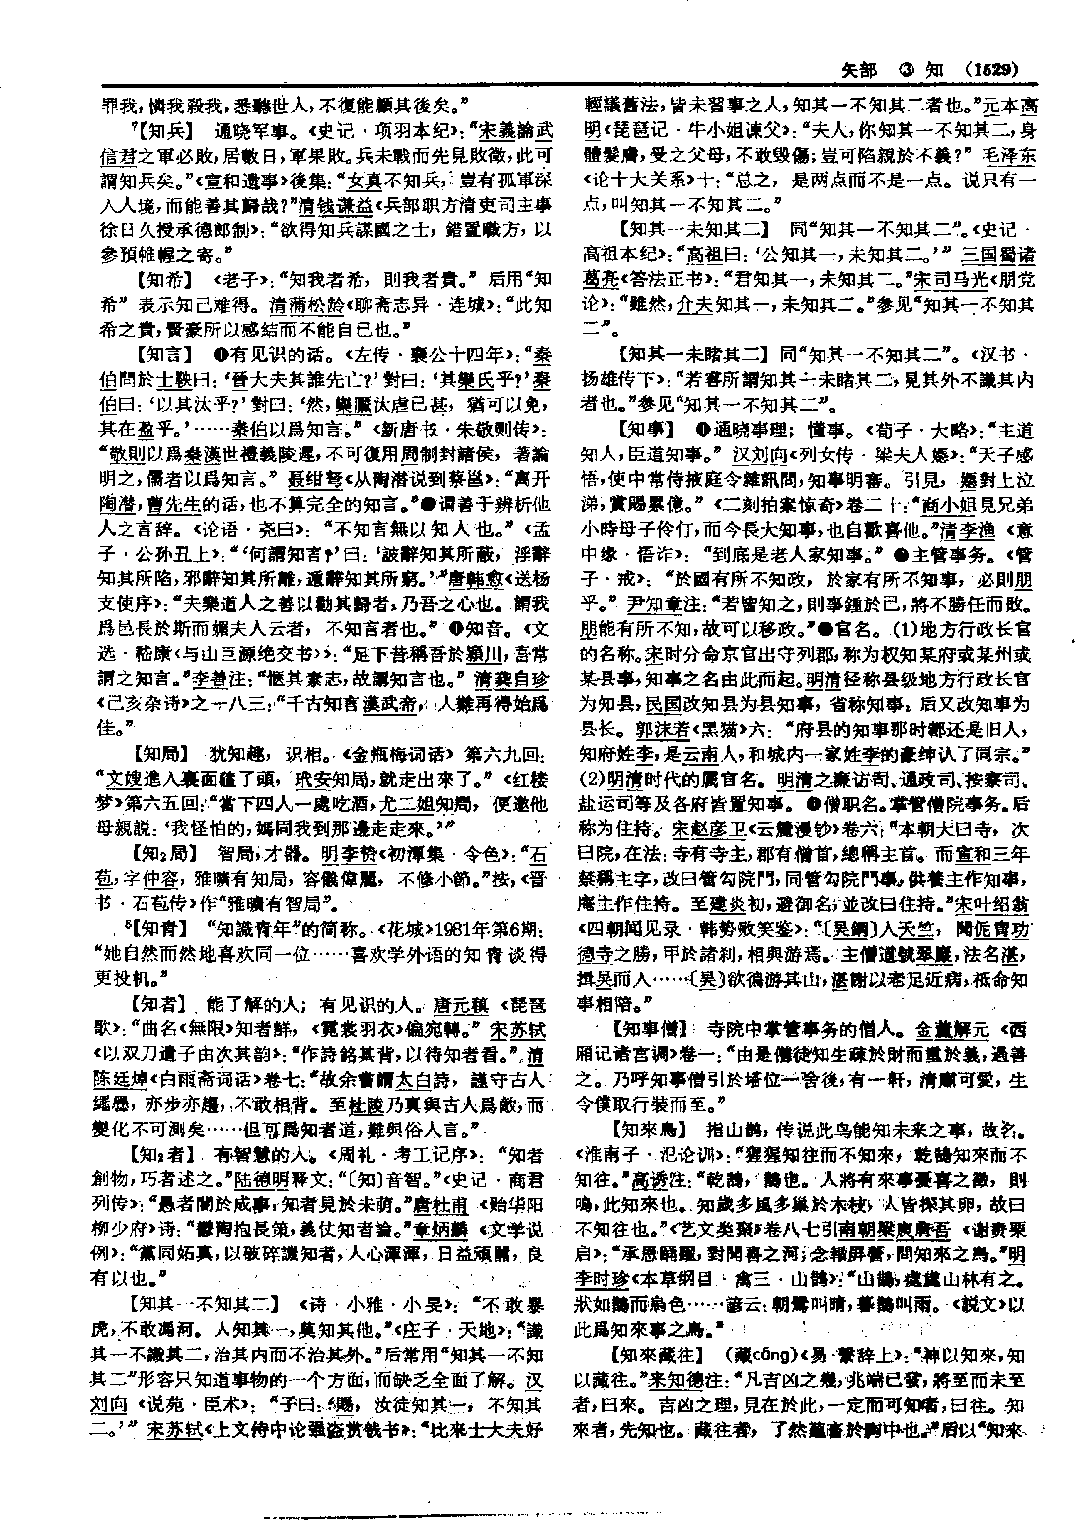 矢部 ③ 知 (1529)
罪我，憐我殺我，悉聽世人，不復能顧其後矣。”
⁷【知兵】 通晓军事。《史记·项羽本纪》：“宋義論武
信君之軍必敗，居數日，軍果敗。兵未戰而先見敗徵，此可
謂知兵矣。”《宣和遗事》後集：“女真不知兵，豈有孤軍深
入人境，而能善其歸哉？”清钱谦益《兵部职方清吏司主事
徐日久授承德郎制》：“欲得知兵謀國之士，錯置職方，以
參預帷幄之寄。”
【知希】 《老子》：“知我者希，則我者貴。”后用“知
希”表示知己难得。清蒲松龄《聊斋志异·连城》：“此知
希之貴，賢豪所以感结而不能自已也。”
【知言】 ❶有见识的话。《左传·襄公十四年》：“秦
伯問於士鞅曰：‘晉大夫其誰先亡？’對曰：‘其欒氏乎？’秦
伯曰：‘以其汰乎？’對曰：‘然，欒黶汰虐已甚，猶可以免，
其在盈乎。’……秦伯以爲知言。”《新唐书·朱敬则传》：
“敬則以爲秦漢世禮義陵遲，不可復用周制封諸侯，著論
明之，儒者以爲知言。”聂绀弩《从陶潜说到蔡邕》：“离开
陶潜，曹先生的话，也不算完全的知言。”❷谓善于辨析他
人之言辞。《论语·尧曰》：“不知言無以知人也。”《孟
子·公孙丑上》：“‘何謂知言？’曰：‘詖辭知其所蔽，淫辭
知其所陷，邪辭知其所離，遁辭知其所窮。’”唐韩愈《送杨
支使序》：“夫樂道人之善以勸其歸者，乃吾之心也。謂我
爲邑長於斯而媚夫人云者，不知言者也。”❸知音。《文
选·嵇康〈与山巨源绝交书〉》：“足下昔稱吾於潁川，吾常
謂之知言。”李善注：“愜其素志，故謂知言也。”清龚自珍
《己亥杂诗》之一八三：“千古知言漢武帝，人難再得始爲
佳。”
【知局】 犹知趣，识相。《金瓶梅词话》第六九回：
“文嫂進入裏面磕了頭，玳安知局，就走出來了。”《红楼
梦》第六五回：“當下四人一處吃酒，尤二姐知局，便邀他
母親説：‘我怪怕的，媽同我到那邊走走來。’”
【知₂局】 智局，才器。明李贽《初潭集·令色》：“石
苞，字仲容，雅曠有知局，容儀偉麗，不修小節。”按，《晋
书·石苞传》作“雅曠有智局”。
⁸【知青】 “知識青年”的简称。《花城》1981年第6期：
“她自然而然地喜欢同一位……喜欢学外语的知青谈得
更投机。”
【知者】 能了解的人；有见识的人。唐元稹《琵琶
歌》：“曲名《無限》知者鮮，《霓裳羽衣》偏宛轉。”宋苏轼
《以双刀遗子由次其韵》：“作詩銘其背，以待知者看。”清
陈廷焯《白雨斋词话》卷七：“故余嘗謂太白詩，謹守古人
繩墨，亦步亦趨，不敢相背。至杜陵乃真與古人爲敵，而
變化不可測矣……但可爲知者道，難與俗人言。”
【知₂者】 有智慧的人。《周礼·考工记序》：“知者
創物，巧者述之。”陆德明释文：“〔知〕音智。”《史记·商君
列传》：“愚者闇於成事，知者見於未萌。”唐杜甫《贻华阳
柳少府》诗：“鬱陶抱長策，義仗知者論。”章炳麟《文学说
例》：“黨同妬真，以破碎讓知者，人心渾渾，日益頑嚚，良
有以也。”
【知其一不知其二】 《诗·小雅·小旻》：“不敢暴
虎，不敢馮河。人知其一，莫知其他。”《庄子·天地》：“識
其一不識其二，治其内而不治其外。”后常用“知其一不知
其二”形容只知道事物的一个方面，而缺乏全面了解。汉
刘向《说苑·臣术》：“子曰：‘賜，汝徒知其一，不知其
二。’”宋苏轼《上文侍中论强盗赏钱书》：“比來士大夫好
輕議舊法，皆未習事之人，知其一不知其二者也。”元本高
明《琵琶记·牛小姐谏父》：“夫人，你知其一不知其二，身
體髮膚，受之父母，不敢毁傷；豈可陷親於不義？”毛泽东
《论十大关系》十：“总之，是两点而不是一点。说只有一
点，叫知其一不知其二。”
【知其一未知其二】 同“知其一不知其二”。《史记·
高祖本纪》：“高祖曰：‘公知其一，未知其二。’”三国蜀诸
葛亮《答法正书》：“君知其一，未知其二。”宋司马光《朋党
论》：“雖然，介夫知其一，未知其二。”参见“知其一不知其
二”。
【知其一未睹其二】 同“知其一不知其二”。《汉书·
扬雄传下》：“若客所謂知其一未睹其二，見其外不識其内
者也。”参见“知其一不知其二”。
【知事】 ❶通晓事理；懂事。《荀子·大略》：“主道
知人，臣道知事。”汉刘向《列女传·梁夫人嫕》：“天子感
悟，使中常侍掖庭令雜訊問，知事明審。引見，嫕對上泣
涕，賞賜累億。”《二刻拍案惊奇》卷二十：“商小姐見兄弟
小時母子伶仃，而今長大知事，也自歡喜他。”清李渔《意
中缘·悟诈》：“到底是老人家知事。”❷主管事务。《管
子·戒》：“於國有所不知政，於家有所不知事，必則朋
乎。”尹知章注：“若皆知之，則事鍾於己，將不勝任而敗。
朋能有所不知，故可以移政。”❸官名。(1)地方行政长官
的名称。宋时分命京官出守列郡，称为权知某府或某州或
某县事，知事之名由此而起。明清径称县级地方行政长官
为知县，民国改知县为县知事，省称知事；后又改知事为
县长。郭沫若《黑猫》六：“府县的知事那时都还是旧人，
知府姓李，是云南人，和城内一家姓李的豪绅认了同宗。”
(2)明清时代的属官名。明清之廉访司、通政司、按察司、
盐运司等及各府皆置知事。❹僧职名。掌管僧院事务。后
称为住持。宋赵彦卫《云麓漫钞》卷六：“本朝大曰寺，次
曰院，在法：寺有寺主，郡有僧首，總稱主首。而宣和三年
禁稱主字，改曰管勾院門，同管勾院門事，供養主作知事，
庵主作住持。至建炎初，避御名，並改曰住持。”宋叶绍翁
《四朝闻见录·韩势败笑鉴》：“〔吴鋼〕入天竺，闐侂胄功
德寺之勝，甲於諸刹，相與游焉。主僧道號翠巖，法名湛，
揖吴而入……〔吴〕欲徧游其山，湛謝以老足近病，祗命知
事相陪。”
【知事僧】 寺院中掌管事务的僧人。金董解元《西
厢记诸宫调》卷一：“由是僧徒知生疎於財而重於義，過善
之。乃呼知事僧引於塔位一舍後，有一軒，清肅可愛，生
令僕取行裝而至。”
【知來鳥】 指山鹊，传说此鸟能知未来之事，故名。
《淮南子·氾论训》：“猩猩知往而不知來，乾鵠知來而不
知往。”高诱注：“乾鵠，鵲也。人將有來事憂喜之徵，則
鳴，此知來也。知歲多風多巢於木枝，人皆探其卵，故曰
不知往也。”《艺文类聚》卷八七引南朝梁庾肩吾《谢赉栗
启》：“承恩踊躍，對聞喜之河；念報屏營，問知來之鳥。”明
李时珍《本草纲目·禽三·山鹊》：“山鵲，處處山林有之。
狀如鵲而烏色……諺云：朝鷽叫晴，暮鷽叫雨。《説文》以
此爲知來事之鳥。”
【知來藏往】 (藏cáng)《易·繫辞上》：“神以知來，知
以藏往。”来知德注：“凡吉凶之幾，兆端已發，將至而未至
者，曰來。吉凶之理，見在於此，一定而可知者，曰往。知
來者，先知也。藏往者，了然蘊畜於胸中也。”后以“知來